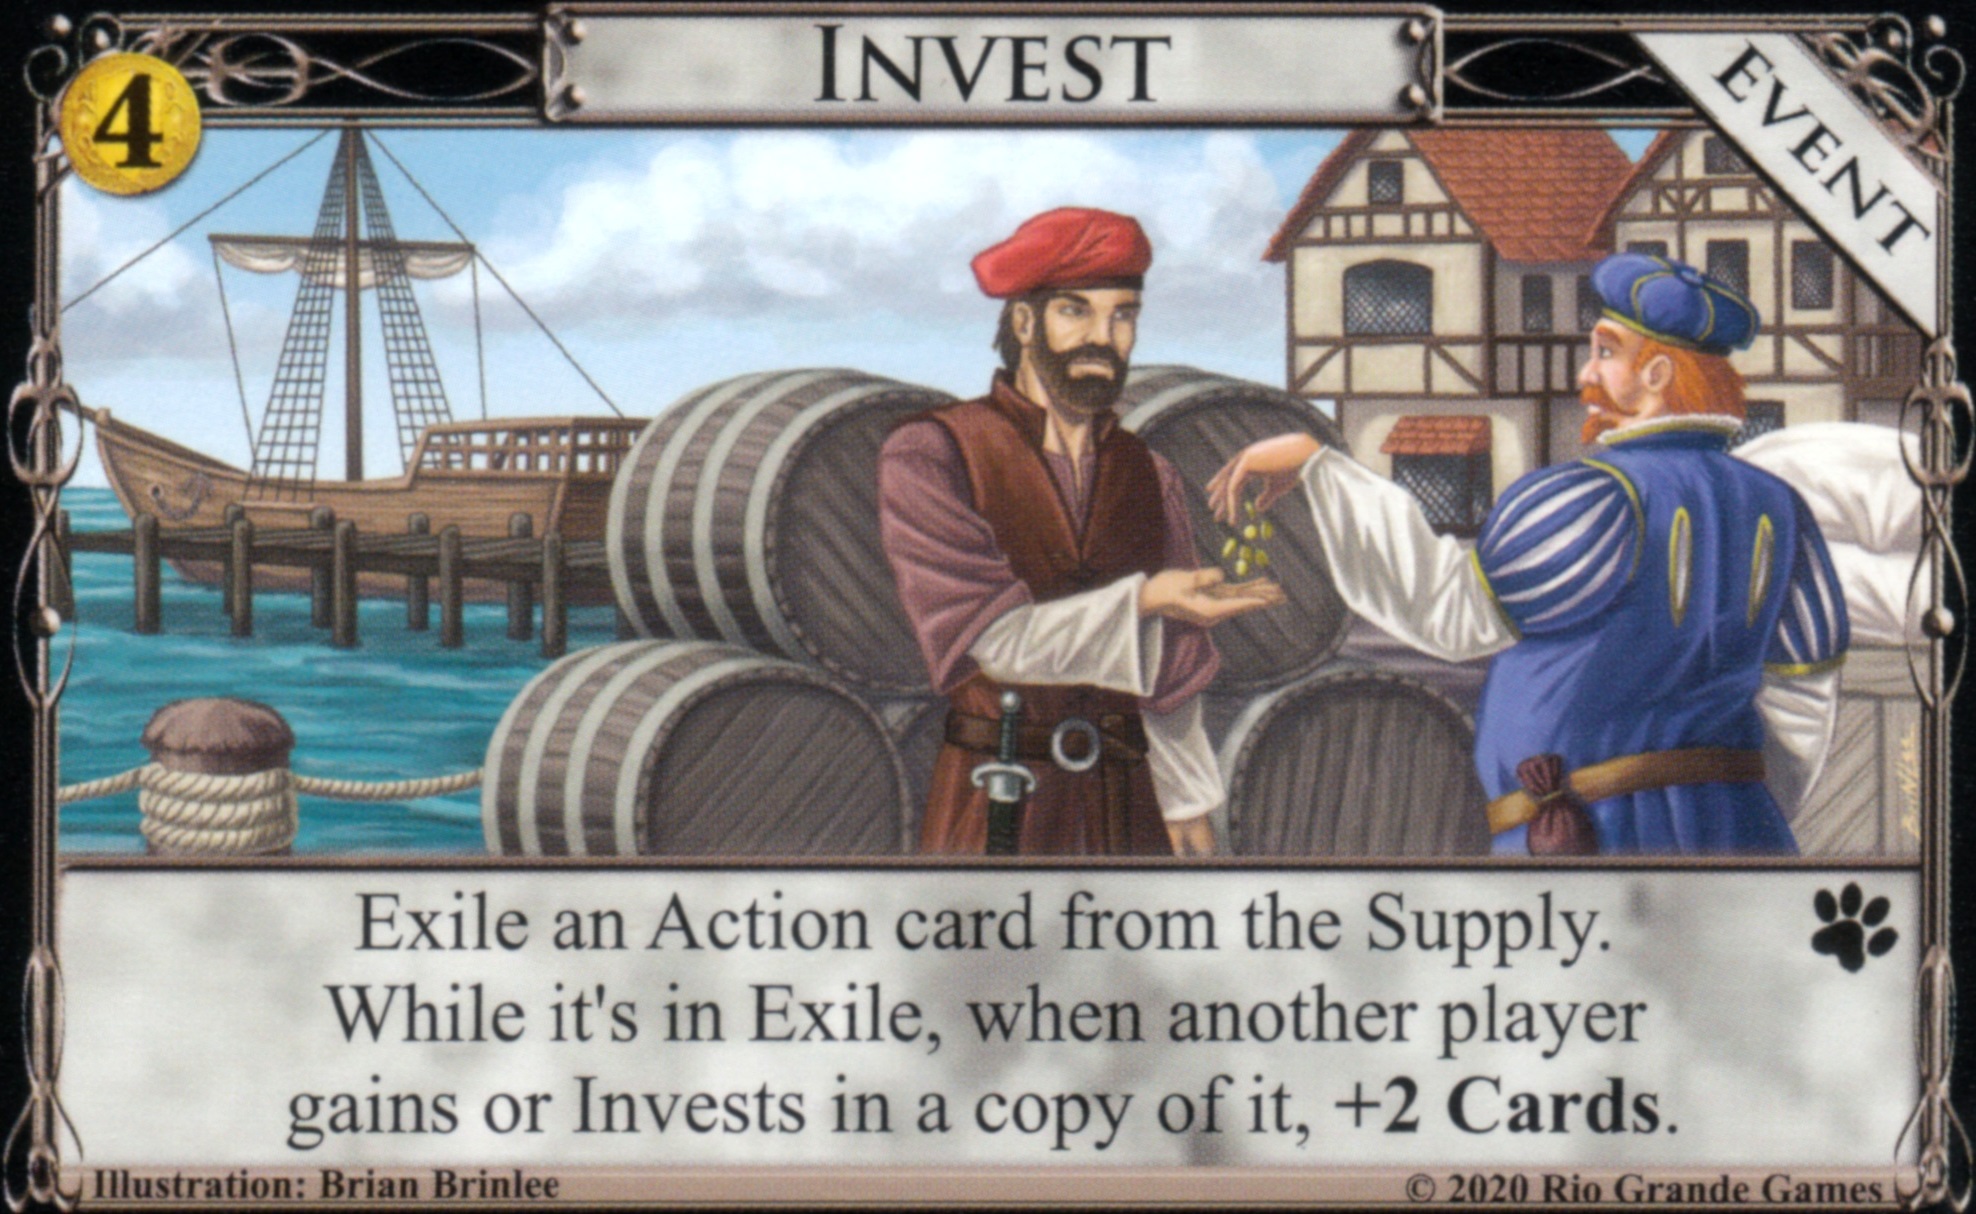 INVEST
4
EVENT
Exile an Action card from the Supply.
While it's in Exile, when another player
gains or Invests in a copy of it, +2 Cards.
Illustration: Brian Brinlee
© 2020 Rio Grande Games